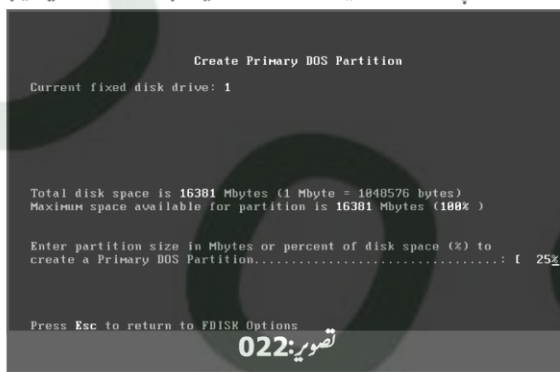 Create Primary DOS Partition
Current fixed disk drive: 1
Total disk space is 16381 Mbytes (1 Mbyte = 1048576 bytes)
Maximum space available for partition is 16381 Mbytes (100% )
Enter partition size in Mbytes or percent of disk space (%) to
create a Primary DOS Partition.................................: [ 25%
Press Esc to return to FDISK Options
تصویر:022